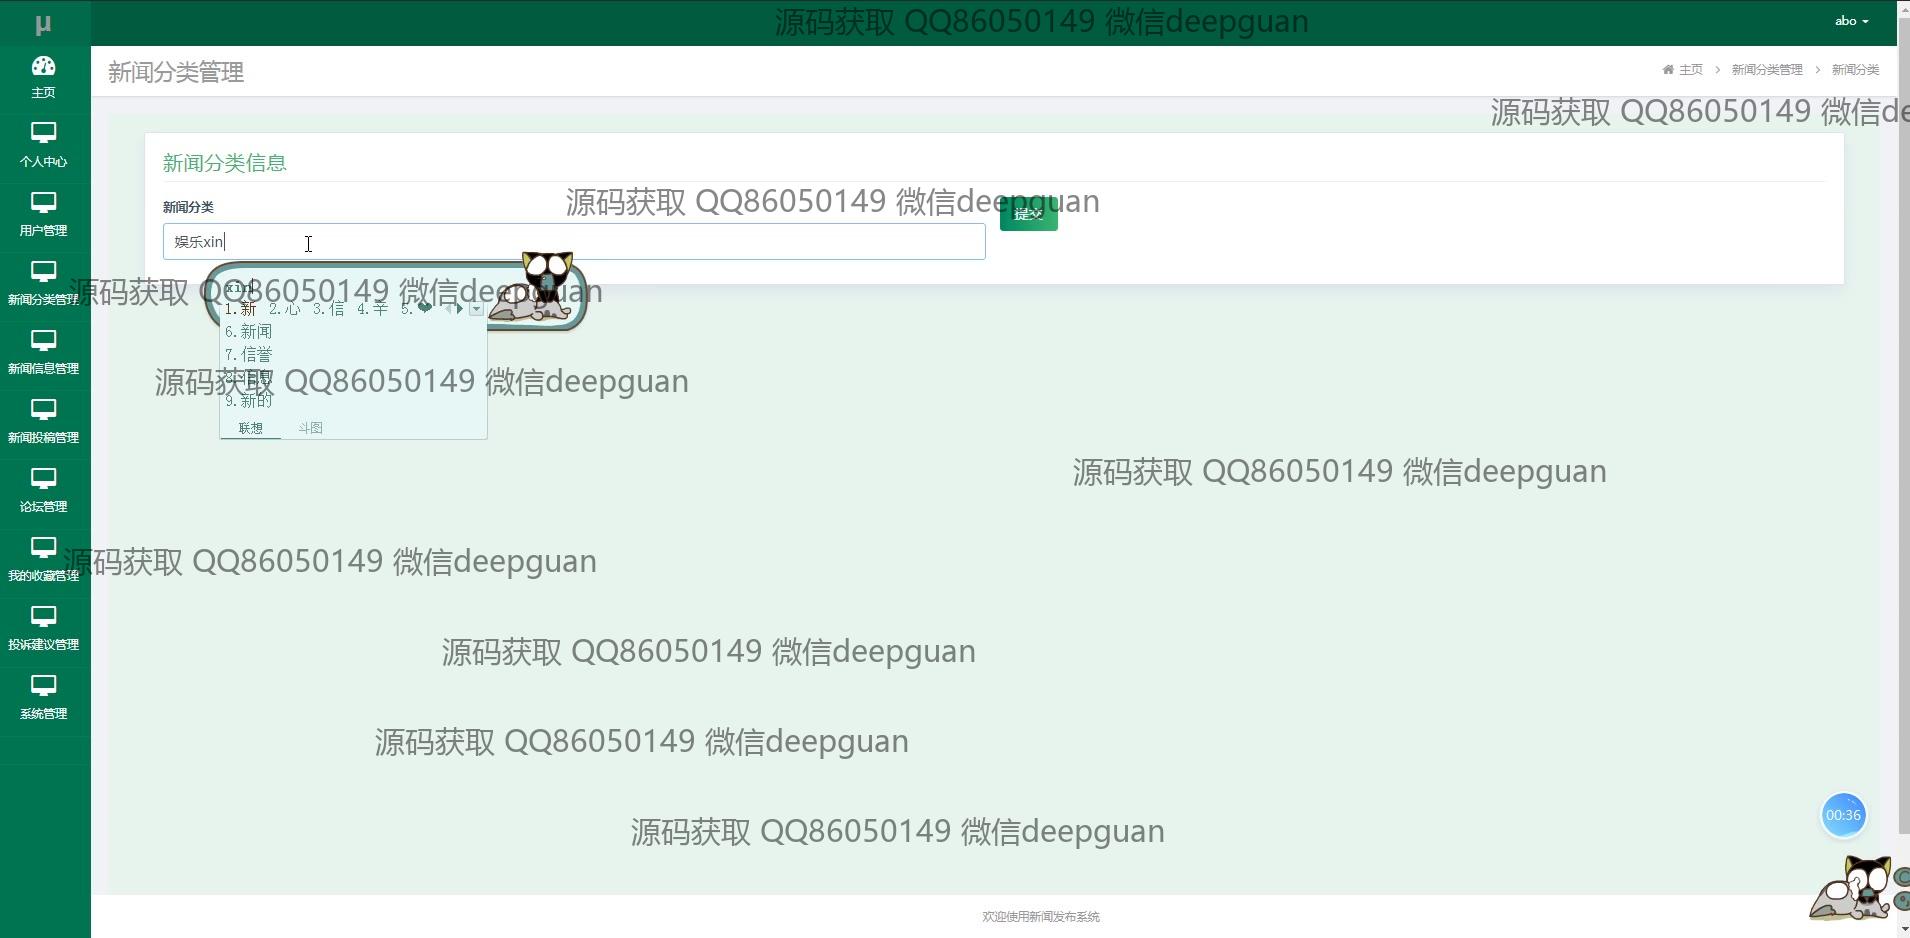 μ
源码获取 QQ86050149 微信deepguan
abo
主页
个人中心
用户管理
新闻分类管理
新闻信息管理
新闻投稿管理
论坛管理
我的收藏管理
投诉建议管理
系统管理
新闻分类管理
主页 > 新闻分类管理 > 新闻分类
源码获取 QQ86050149 微信de
新闻分类信息
新闻分类
源码获取 QQ86050149 微信deepguan
提交
娱乐xin
源码获取 QQ86050149 微信deepguan
xin
1.新 2.心 3.信 4.辛 5.❤
6.新闻
7.信誉
8.信息
9.新的
源码获取 QQ86050149 微信deepguan
联想 斗图
源码获取 QQ86050149 微信deepguan
源码获取 QQ86050149 微信deepguan
源码获取 QQ86050149 微信deepguan
源码获取 QQ86050149 微信deepguan
00:36
源码获取 QQ86050149 微信deepguan
欢迎使用新闻发布系统